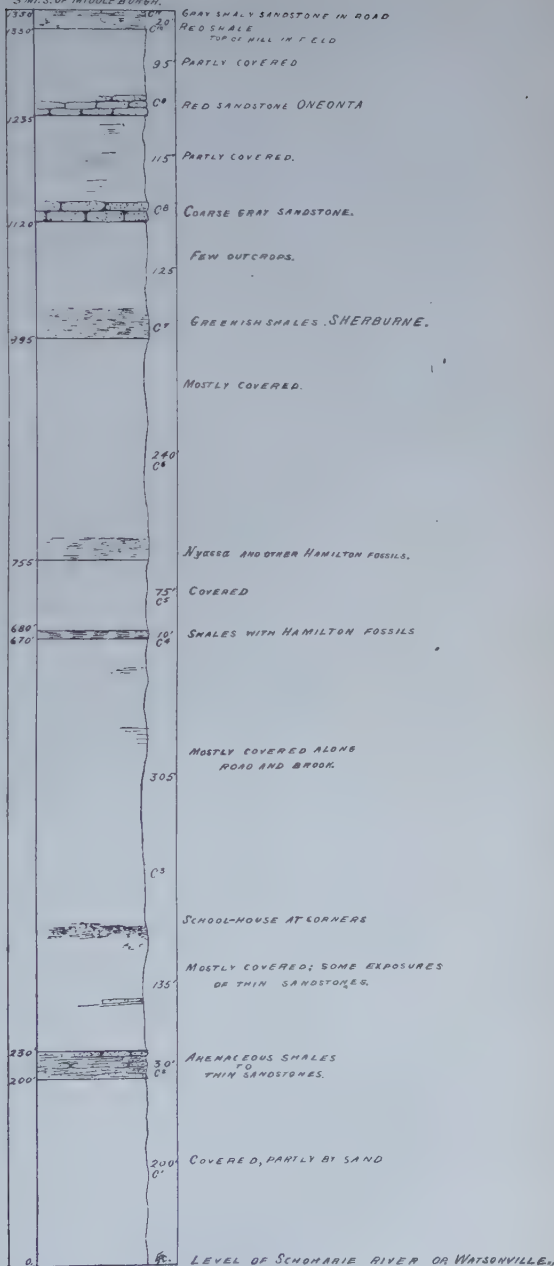 3 MI. S. OF MIDDLEBURGH.
1350' Cⁿ GRAY SHALY SANDSTONE IN ROAD
1330' 20' RED SHALE
TOP OF HILL IN FIELD
95' PARTLY COVERED
C⁹ RED SANDSTONE ONEONTA
1235'
115' PARTLY COVERED.
C⁸ COARSE GRAY SANDSTONE.
1120'
125 FEW OUTCROPS.
C⁷ GREENISH SHALES. SHERBURNE.
995'
MOSTLY COVERED.
240'
C⁶
NYASSA AND OTHER HAMILTON FOSSILS.
755'
75' COVERED
C⁵
680' 10' SHALES WITH HAMILTON FOSSILS
670' C⁴
MOSTLY COVERED ALONG
ROAD AND BROOK.
305'
C³
SCHOOL-HOUSE AT CORNERS
MOSTLY COVERED; SOME EXPOSURES
135' OF THIN SANDSTONES.
230' 30' ARENACEOUS SHALES
C² TO
200' THIN SANDSTONES.
200' COVERED, PARTLY BY SAND
C¹
0. LEVEL OF SCHOHARIE RIVER OR WATSONVILLE.